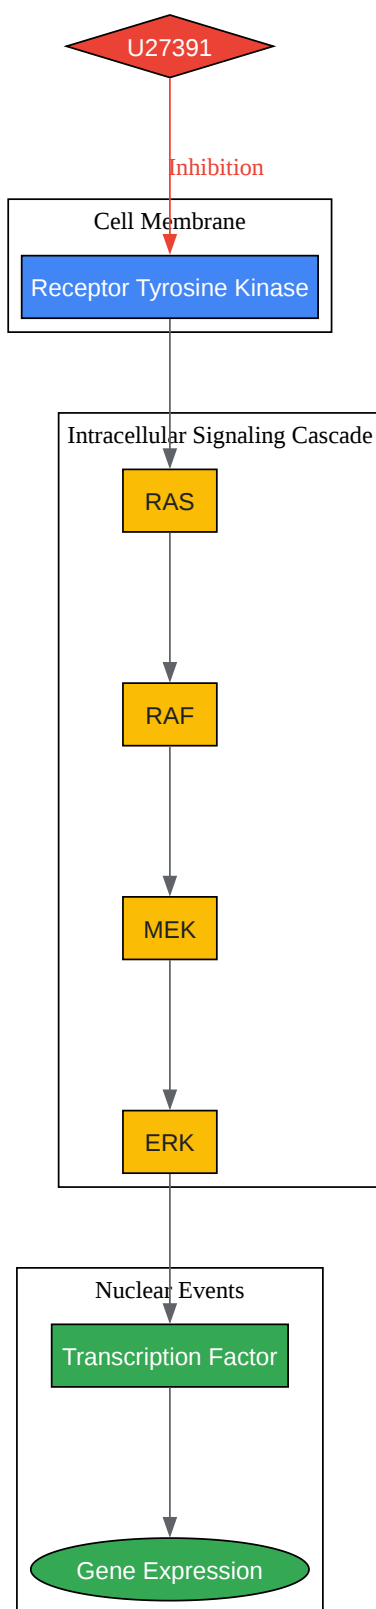 U27391
Inhibition
Cell Membrane
Receptor Tyrosine Kinase
Intracellular Signaling Cascade
RAS
RAF
MEK
ERK
Nuclear Events
Transcription Factor
Gene Expression